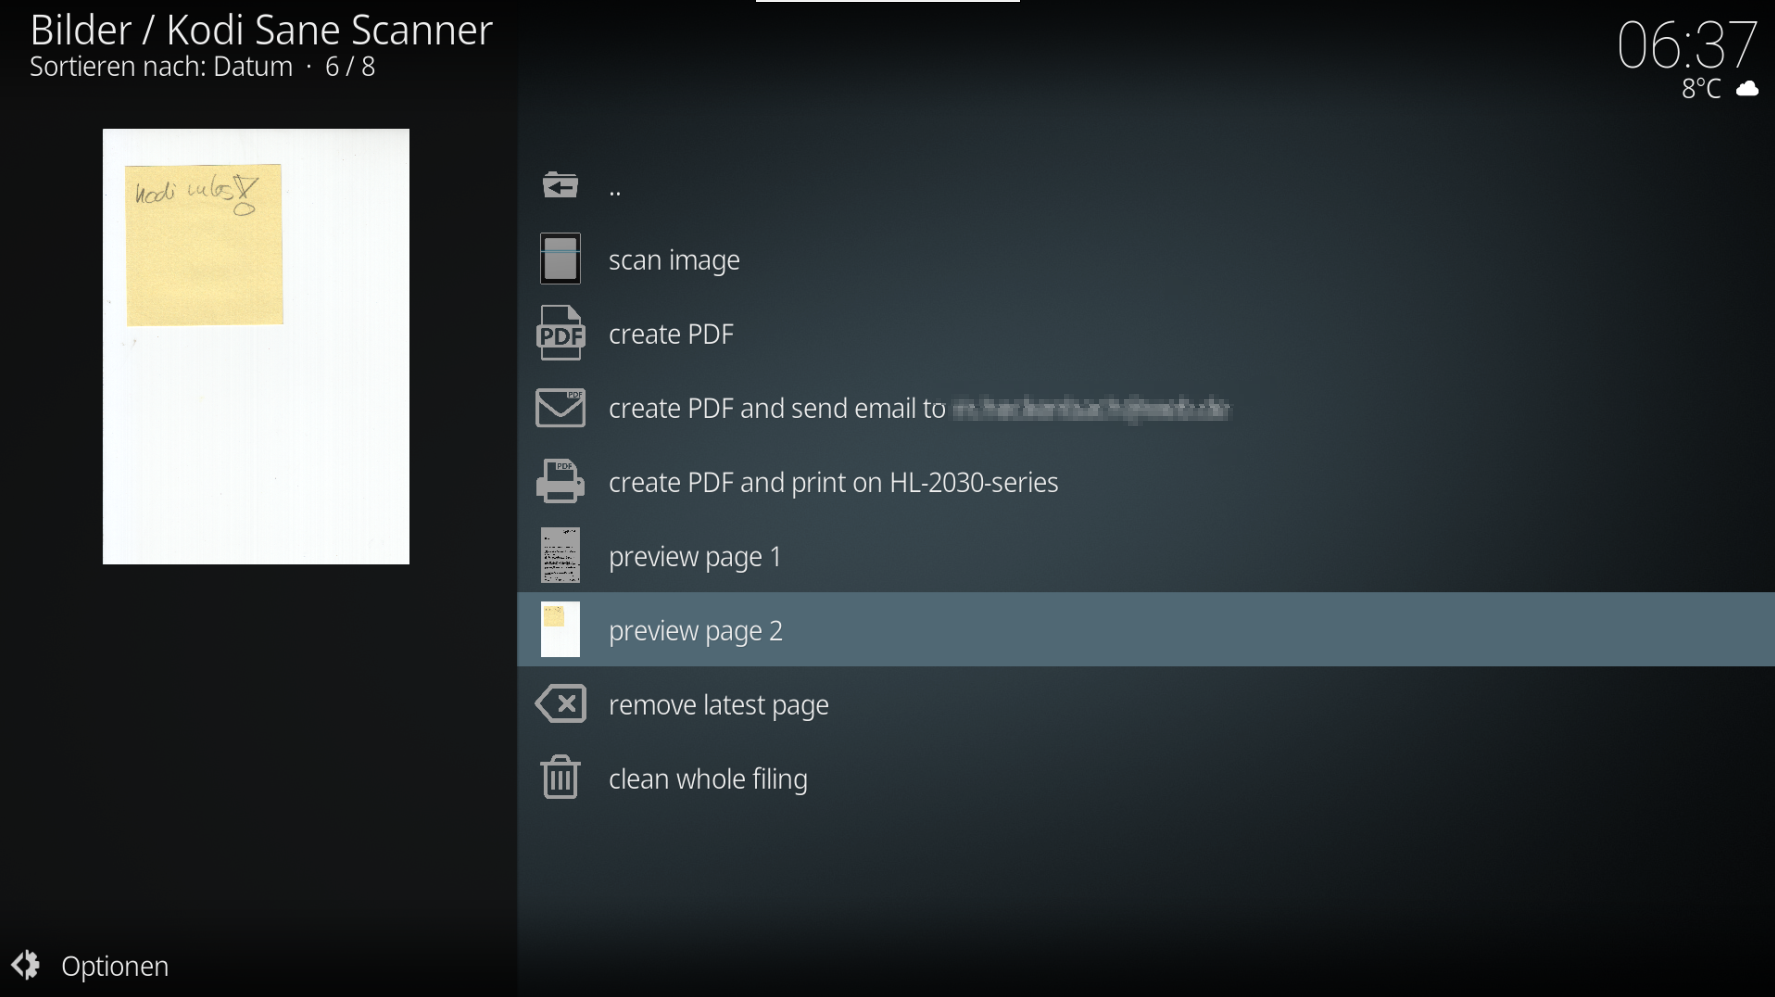 Bilder / Kodi Sane Scanner
Sortieren nach: Datum · 6 / 8
06:37
8°C
kodi rules!
..
scan image
PDF
create PDF
PDF
create PDF and send email to
PDF
create PDF and print on HL-2030-series
preview page 1
preview page 2
remove latest page
clean whole filing
Optionen